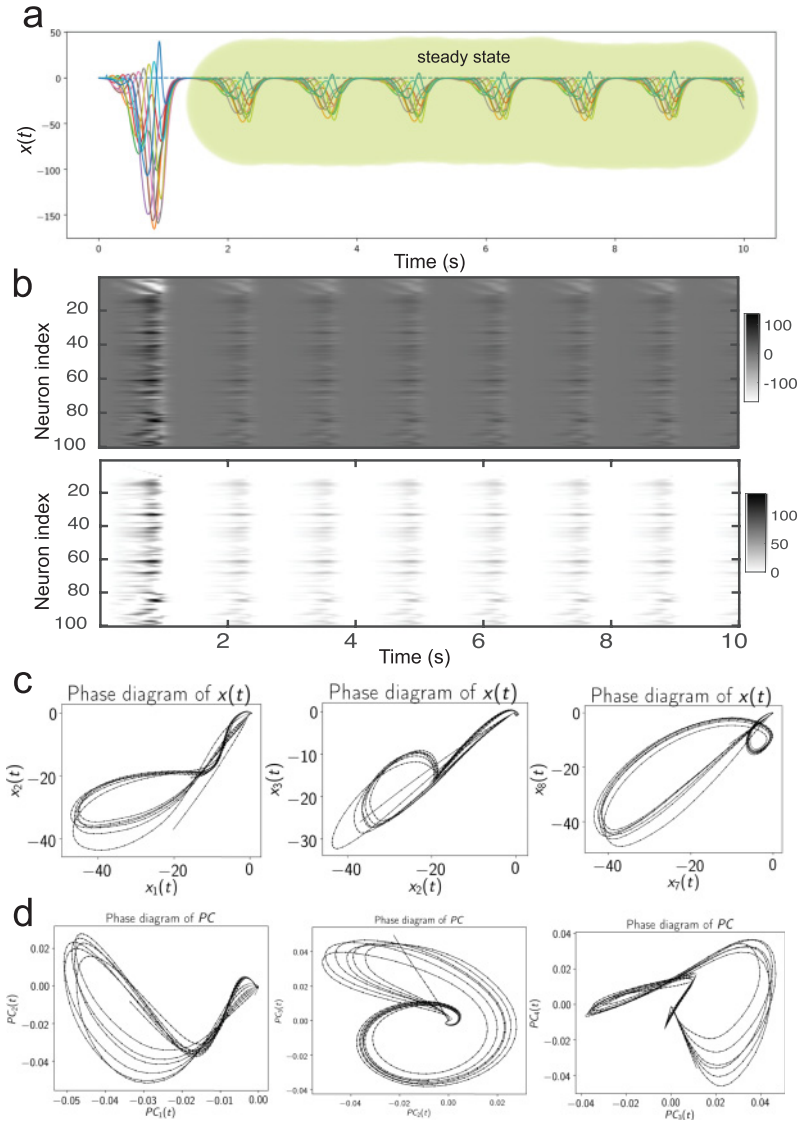 a
50
0
−50
−100
−150
x(t)
steady state
0 2 4 6 8 10
Time (s)
b
20
40
60
80
100
Neuron index
100
0
-100
20
40
60
80
100
Neuron index
100
50
0
2 4 6 8 10
Time (s)
c
Phase diagram of x(t)
0
−20
−40
x₂(t)
−40 −20 0
x₁(t)
Phase diagram of x(t)
0
−10
−20
−30
x₃(t)
−40 −20 0
x₂(t)
Phase diagram of x(t)
0
−20
−40
x₈(t)
−40 −20 0
x₇(t)
d
Phase diagram of PC
0.02
0.00
−0.02
−0.04
PC₂(t)
−0.05 −0.04 −0.03 −0.02 −0.01 0.00
PC₁(t)
Phase diagram of PC
0.04
0.02
0.00
−0.02
−0.04
PC₃(t)
−0.04 −0.02 0.00 0.02
PC₂(t)
Phase diagram of PC
0.04
0.02
0.00
−0.02
−0.04
PC₄(t)
−0.04 −0.02 0.00 0.02 0.04
PC₃(t)